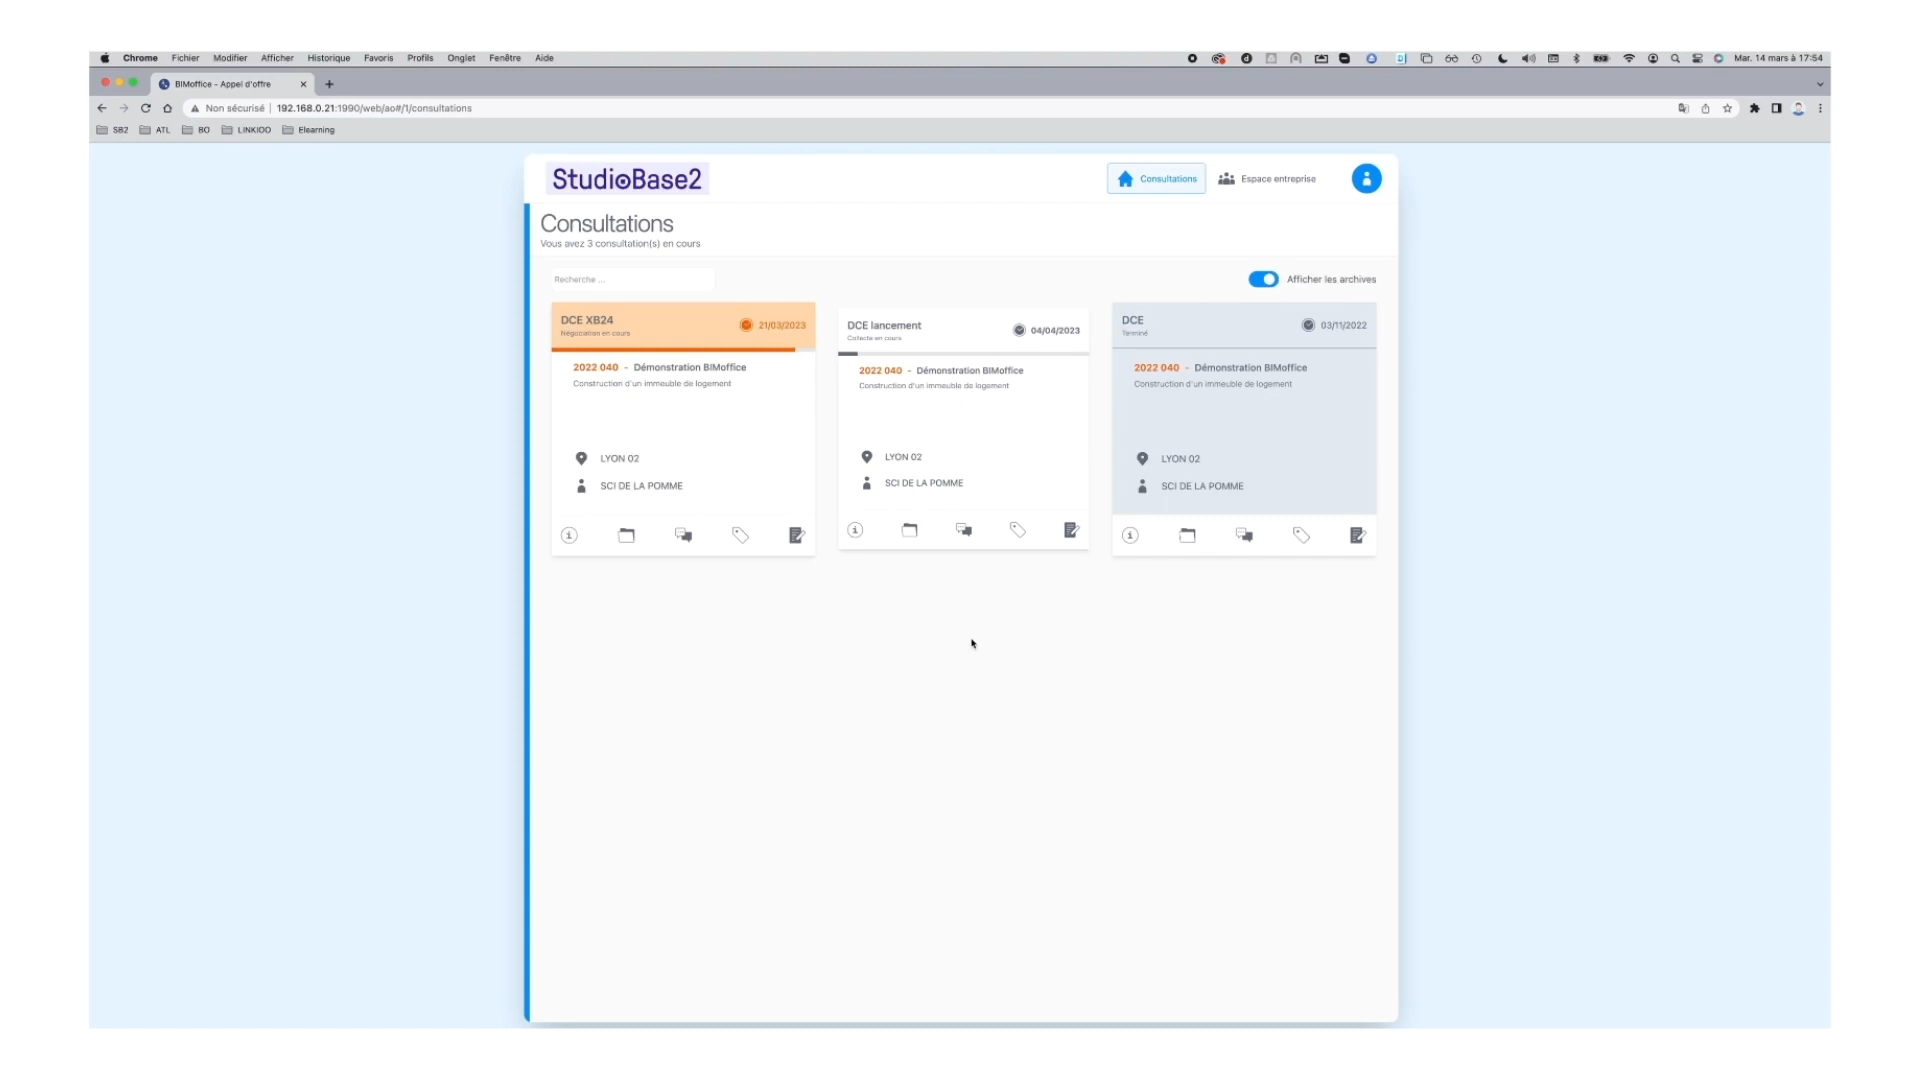 Chrome Fichier Modifier Afficher Historique Favoris Profils Onglet Fenêtre Aide Mar. 14 mars à 17:54
BIMoffice - Appel d'offre
Non sécurisé | 192.168.0.21:1990/web/ao#/1/consultations
SB2 ATL BO LINKIOO Elearning
StudioBase2
Consultations Espace entreprise
Consultations
Vous avez 3 consultation(s) en cours
Recherche ...
Afficher les archives
DCE XB24
Négociation en cours
21/03/2023
2022 040 - Démonstration BIMoffice
Construction d'un immeuble de logement
LYON 02
SCI DE LA POMME
DCE lancement
Collecte en cours
04/04/2023
2022 040 - Démonstration BIMoffice
Construction d'un immeuble de logement
LYON 02
SCI DE LA POMME
DCE
Terminé
03/11/2022
2022 040 - Démonstration BIMoffice
Construction d'un immeuble de logement
LYON 02
SCI DE LA POMME